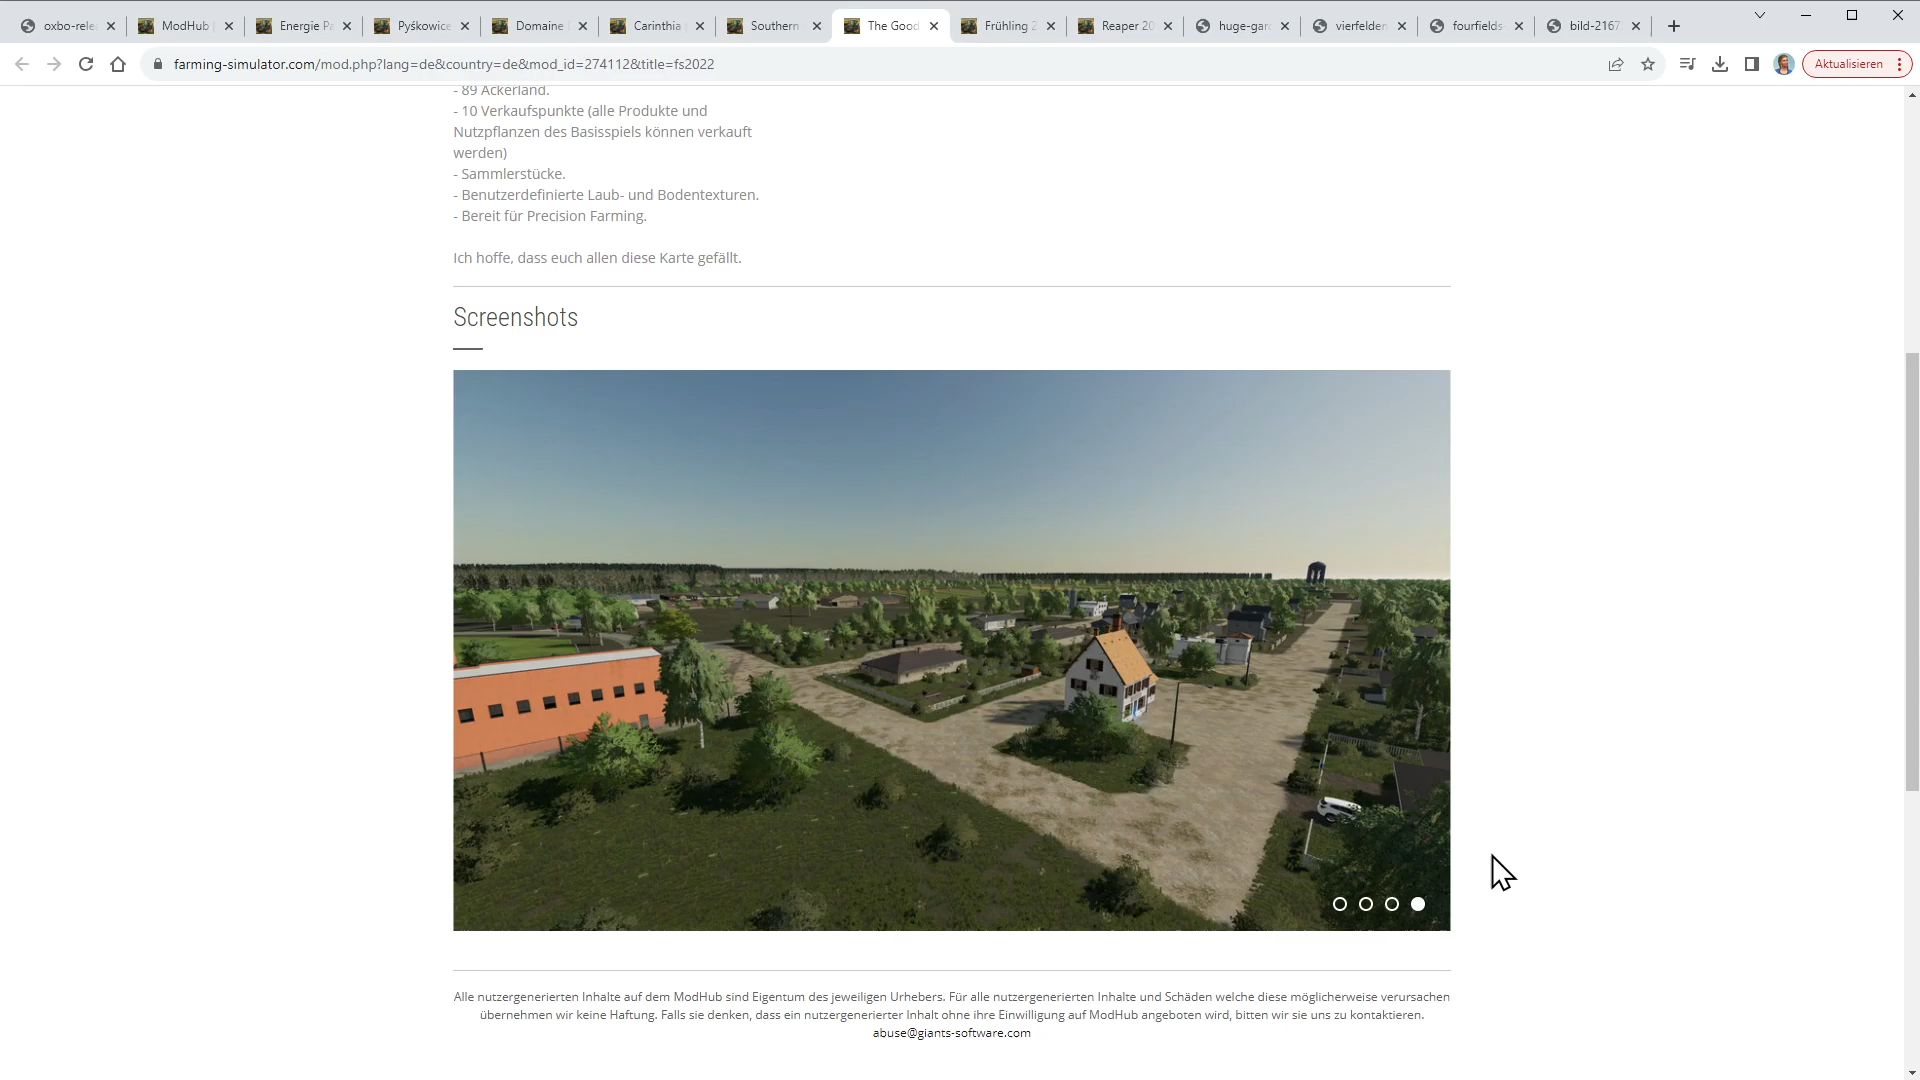 oxbo-rele
ModHub
Energie Pa
Pyśkowice
Domaine
Carinthia
Southern
The Good
Frühling 2
Reaper 20
huge-gar
vierfelden
fourfields-
bild-2167
farming-simulator.com/mod.php?lang=de&country=de&mod_id=274112&title=fs2022
Aktualisieren
- 89 Ackerland.
- 10 Verkaufspunkte (alle Produkte und
Nutzpflanzen des Basisspiels können verkauft
werden)
- Sammlerstücke.
- Benutzerdefinierte Laub- und Bodentexturen.
- Bereit für Precision Farming.
Ich hoffe, dass euch allen diese Karte gefällt.
Screenshots
Alle nutzergenerierten Inhalte auf dem ModHub sind Eigentum des jeweiligen Urhebers. Für alle nutzergenerierten Inhalte und Schäden welche diese möglicherweise verursachen
übernehmen wir keine Haftung. Falls sie denken, dass ein nutzergenerierter Inhalt ohne ihre Einwilligung auf ModHub angeboten wird, bitten wir sie uns zu kontaktieren.
abuse@giants-software.com